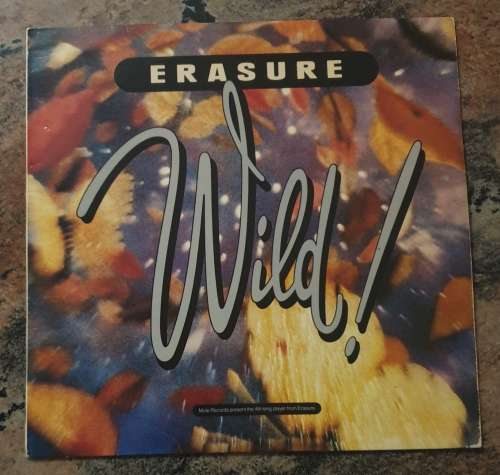 ERASURE
Wild!
Mute Records present the 4th long player from Erasure